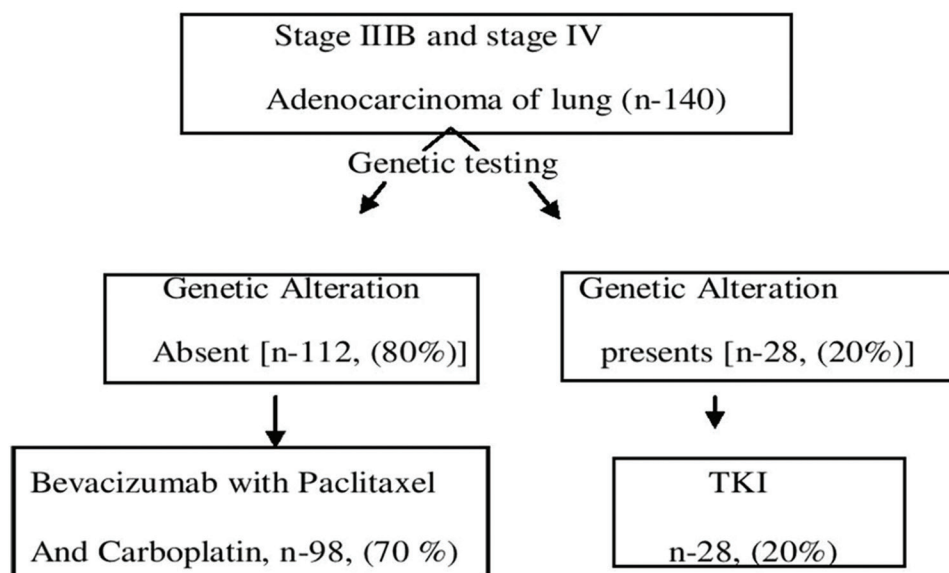 Stage IIIB and stage IV
Adenocarcinoma of lung (n-140)
Genetic testing
Genetic Alteration
Absent [n-112, (80%)]
Genetic Alteration
presents [n-28, (20%)]
Bevacizumab with Paclitaxel
And Carboplatin, n-98, (70 %)
TKI
n-28, (20%)